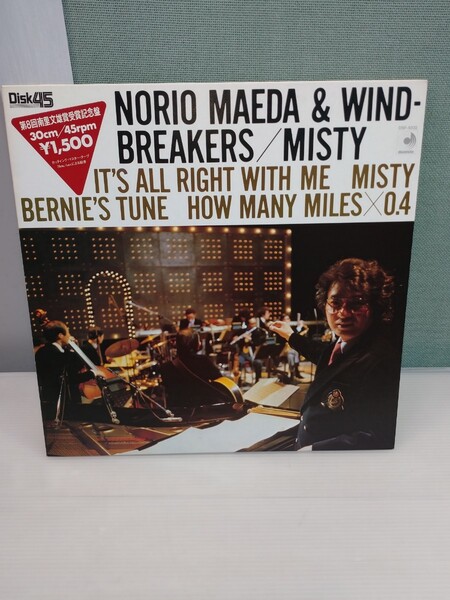 Disk45
第8回南里文雄賞受賞記念盤
30cm/45rpm
¥1,500
NORIO MAEDA & WIND-
BREAKERS/MISTY
IT'S ALL RIGHT WITH ME MISTY
BERNIE'S TUNE HOW MANY MILES×0.4